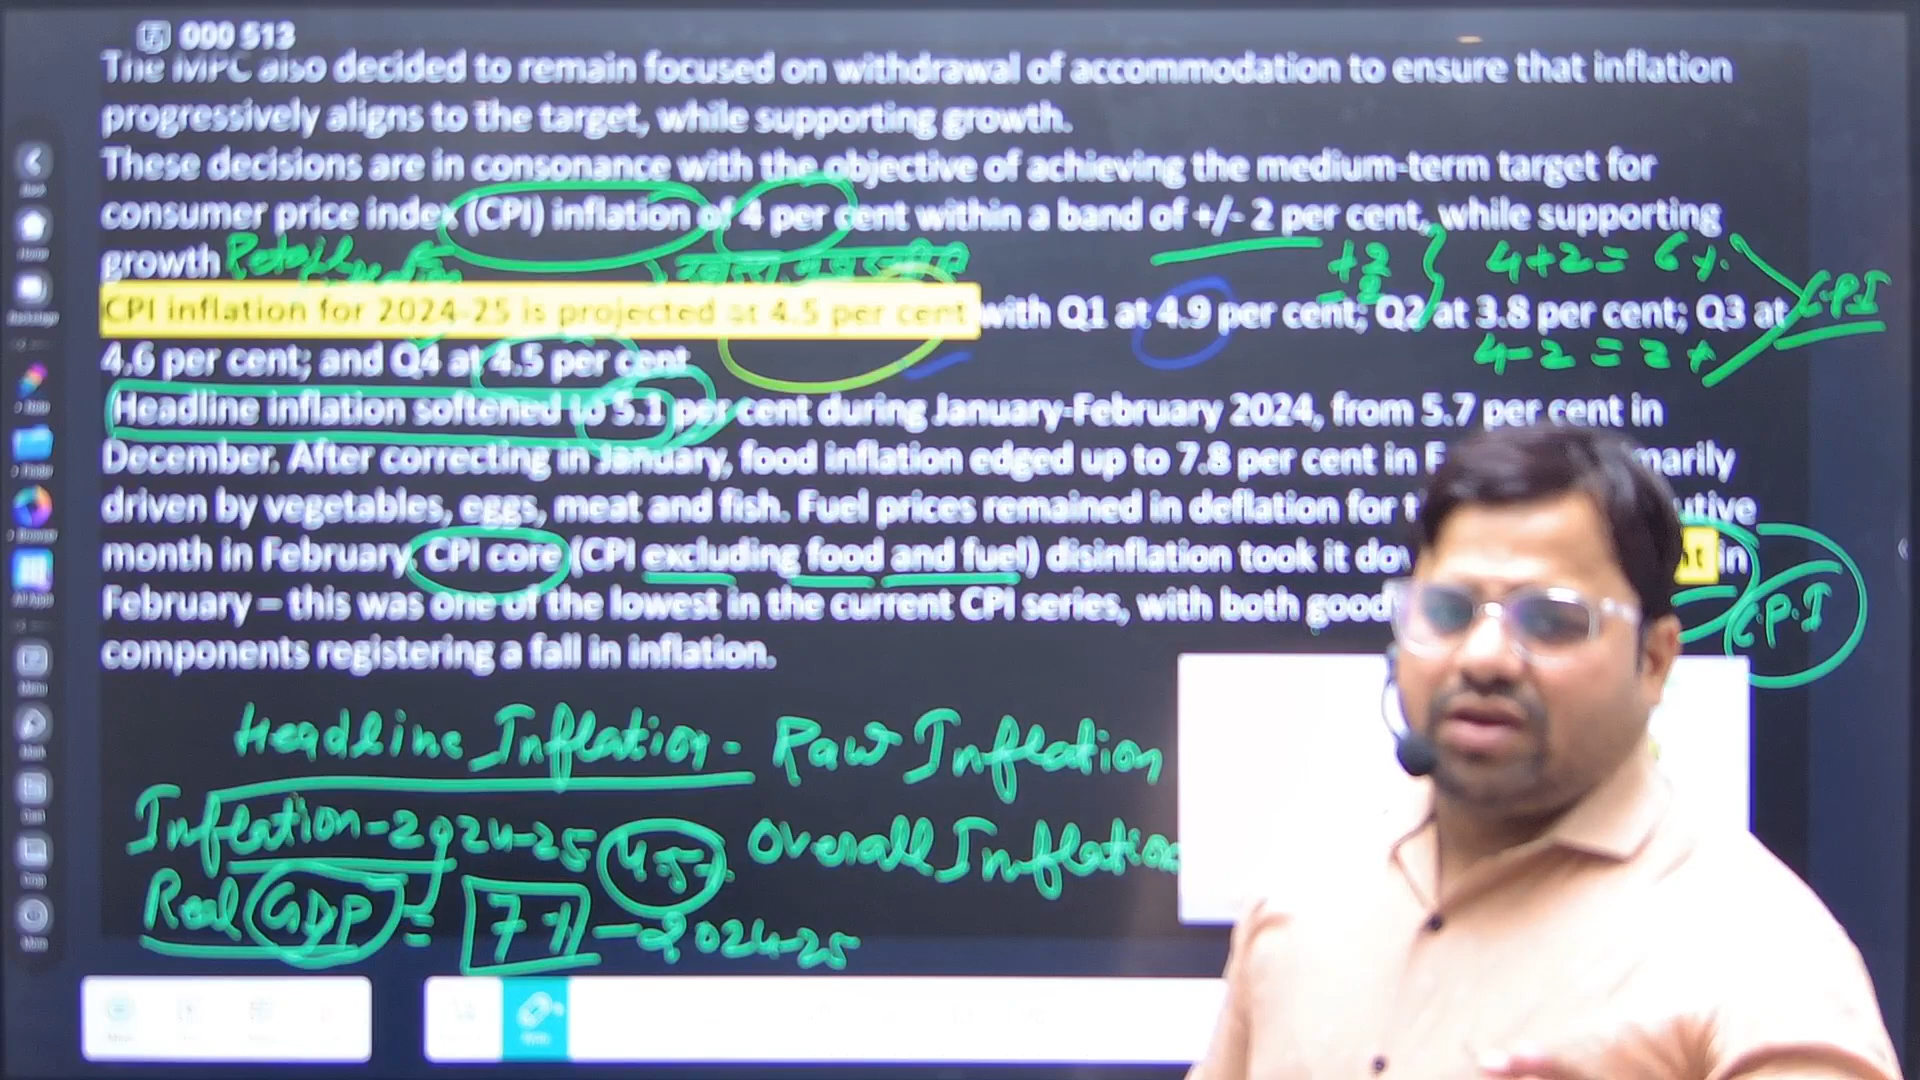 000 513
The MPC also decided to remain focused on withdrawal of accommodation to ensure that inflation
progressively aligns to the target, while supporting growth.
These decisions are in consonance with the objective of achieving the medium-term target for
consumer price index (CPI) inflation of 4 per cent within a band of +/- 2 per cent, while supporting
growth
+2
4+2=6%
C.P.I
CPI inflation for 2024-25 is projected at 4.5 per cent with Q1 at 4.9 per cent; Q2 at 3.8 per cent; Q3 at
4-2=2
4.6 per cent; and Q4 at 4.5 per cent
Headline inflation softened to 5.1 per cent during January-February 2024, from 5.7 per cent in
December. After correcting in January, food inflation edged up to 7.8 per cent in
driven by vegetables, eggs, meat and fish. Fuel prices remained in deflation for
month in February. CPI core (CPI excluding food and fuel) disinflation took it in
February – this was one of the lowest in the current CPI series, with both
C.P.I
components registering a fall in inflation.
Headline Inflation - Raw Inflation
Inflation-2024-25 4.5% Overall Inflation
Real GDP = 7% - 2024-25